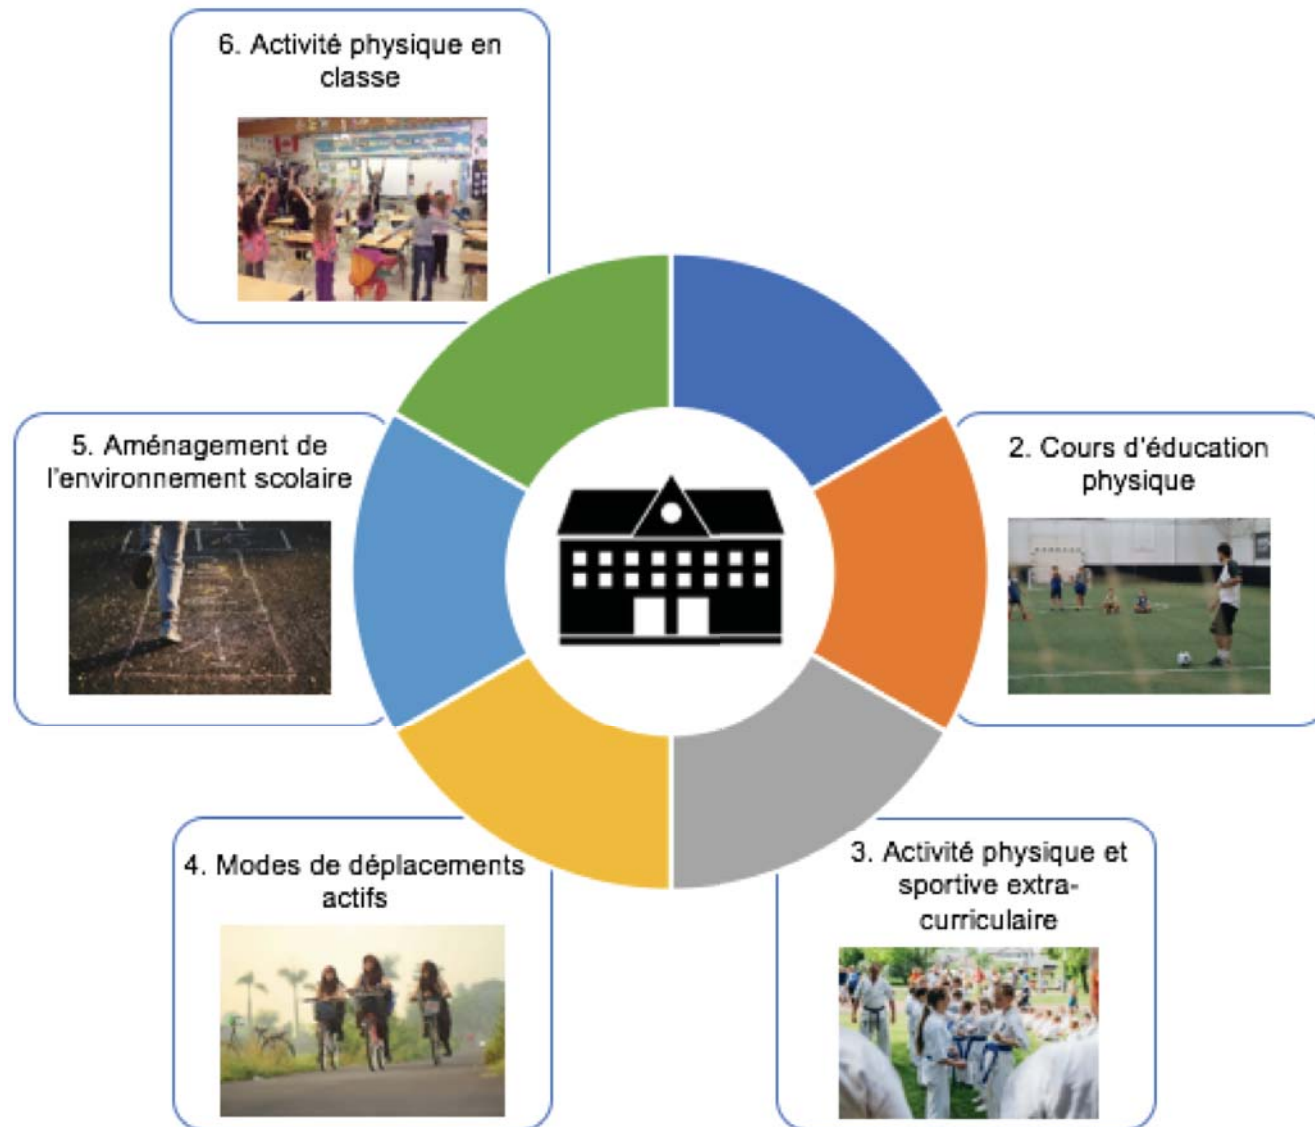 6. Activité physique en
classe
5. Aménagement de
l'environnement scolaire
2. Cours d'éducation
physique
4. Modes de déplacements
actifs
3. Activité physique et
sportive extra-
curriculaire